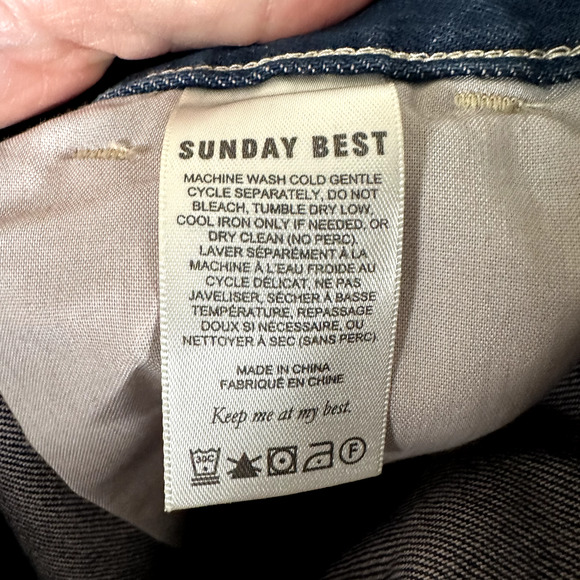 SUNDAY BEST
MACHINE WASH COLD GENTLE
CYCLE SEPARATELY, DO NOT
BLEACH, TUMBLE DRY LOW,
COOL IRON ONLY IF NEEDED, OR
DRY CLEAN (NO PERC).
LAVER SÉPARÉMENT À LA
MACHINE À L'EAU FROIDE AU
CYCLE DÉLICAT, NE PAS
JAVELISER, SÉCHER À BASSE
TEMPÉRATURE, REPASSAGE
DOUX SI NÉCESSAIRE, OU
NETTOYER À SEC (SANS PERC).
MADE IN CHINA
FABRIQUÉ EN CHINE
Keep me at my best.
30C F